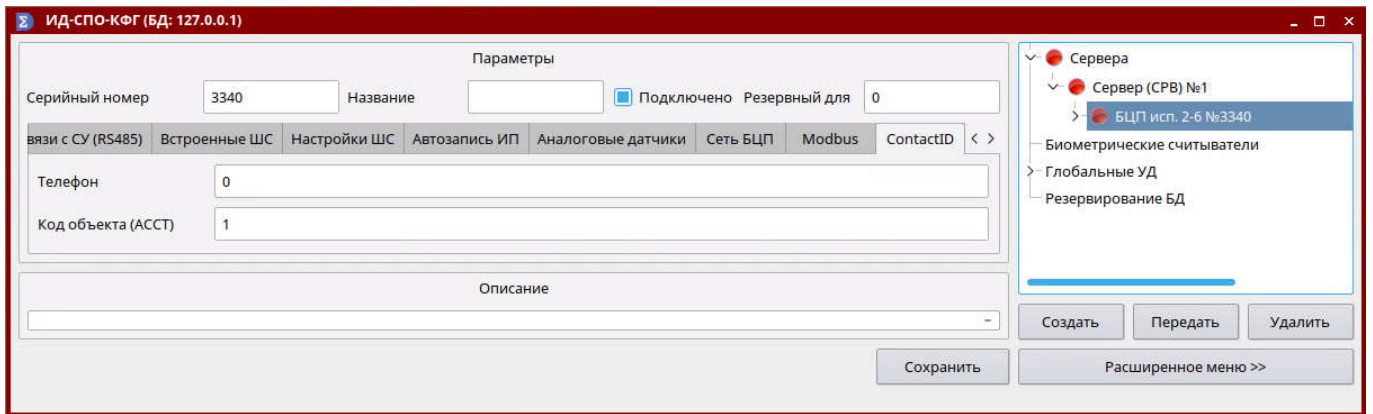 ИД-СПО-КФГ (БД: 127.0.0.1)
Параметры
Серийный номер 3340 Название Подключено Резервный для 0
вязи с СУ (RS485) Встроенные ШС Настройки ШС Автозапись ИП Аналоговые датчики Сеть БЦП Modbus ContactID
Телефон 0
Код объекта (АССТ) 1
Описание
Сохранить
Сервера
Сервер (СРВ) №1
БЦП исп. 2-6 №3340
Биометрические считыватели
Глобальные УД
Резервирование БД
Создать Передать Удалить
Расширенное меню >>